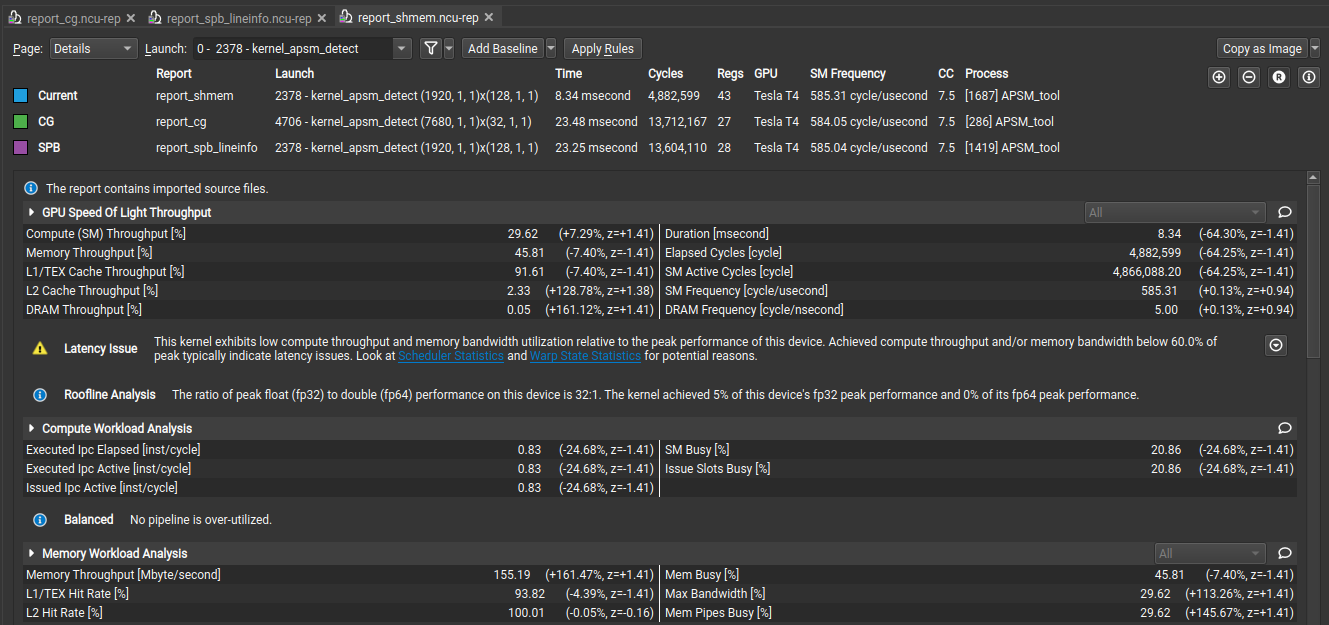 report_cg.ncu-rep report_spb_lineinfo.ncu-rep report_shmem.ncu-rep
Page: Details Launch: 0 - 2378 - kernel_apsm_detect Add Baseline Apply Rules Copy as Image
Report Launch Time Cycles Regs GPU SM Frequency CC Process
Current report_shmem 2378 - kernel_apsm_detect (1920, 1, 1)x(128, 1, 1) 8.34 msecond 4,882,599 43 Tesla T4 585.31 cycle/usecond 7.5 [1687] APSM_tool
CG report_cg 4706 - kernel_apsm_detect (7680, 1, 1)x(32, 1, 1) 23.48 msecond 13,712,167 27 Tesla T4 584.05 cycle/usecond 7.5 [286] APSM_tool
SPB report_spb_lineinfo 2378 - kernel_apsm_detect (1920, 1, 1)x(128, 1, 1) 23.25 msecond 13,604,110 28 Tesla T4 585.04 cycle/usecond 7.5 [1419] APSM_tool
The report contains imported source files.
GPU Speed Of Light Throughput All
Compute (SM) Throughput [%] 29.62 (+7.29%, z=+1.41) Duration [msecond] 8.34 (-64.30%, z=-1.41)
Memory Throughput [%] 45.81 (-7.40%, z=-1.41) Elapsed Cycles [cycle] 4,882,599 (-64.25%, z=-1.41)
L1/TEX Cache Throughput [%] 91.61 (-7.40%, z=-1.41) SM Active Cycles [cycle] 4,866,088.20 (-64.25%, z=-1.41)
L2 Cache Throughput [%] 2.33 (+128.78%, z=+1.38) SM Frequency [cycle/usecond] 585.31 (+0.13%, z=+0.94)
DRAM Throughput [%] 0.05 (+161.12%, z=+1.41) DRAM Frequency [cycle/nsecond] 5.00 (+0.13%, z=+0.94)
Latency Issue This kernel exhibits low compute throughput and memory bandwidth utilization relative to the peak performance of this device. Achieved compute throughput and/or memory bandwidth below 60.0% of
peak typically indicate latency issues. Look at Scheduler Statistics and Warp State Statistics for potential reasons.
Roofline Analysis The ratio of peak float (fp32) to double (fp64) performance on this device is 32:1. The kernel achieved 5% of this device's fp32 peak performance and 0% of its fp64 peak performance.
Compute Workload Analysis
Executed Ipc Elapsed [inst/cycle] 0.83 (-24.68%, z=-1.41) SM Busy [%] 20.86 (-24.68%, z=-1.41)
Executed Ipc Active [inst/cycle] 0.83 (-24.68%, z=-1.41) Issue Slots Busy [%] 20.86 (-24.68%, z=-1.41)
Issued Ipc Active [inst/cycle] 0.83 (-24.68%, z=-1.41)
Balanced No pipeline is over-utilized.
Memory Workload Analysis All
Memory Throughput [Mbyte/second] 155.19 (+161.47%, z=+1.41) Mem Busy [%] 45.81 (-7.40%, z=-1.41)
L1/TEX Hit Rate [%] 93.82 (-4.39%, z=-1.41) Max Bandwidth [%] 29.62 (+113.26%, z=+1.41)
L2 Hit Rate [%] 100.01 (-0.05%, z=-0.16) Mem Pipes Busy [%] 29.62 (+145.67%, z=+1.41)